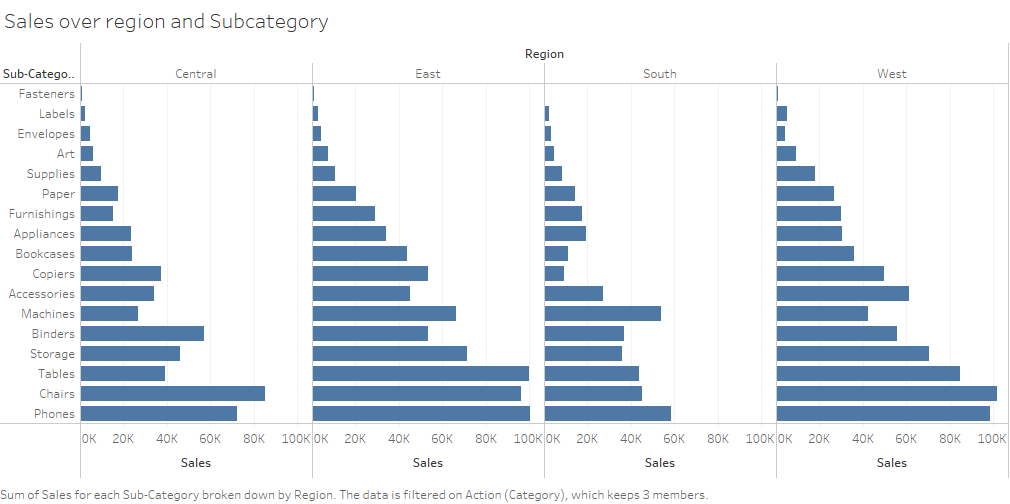 Sales over region and Subcategory
Region
Sub-Catego.. Central East South West
Fasteners
Labels
Envelopes
Art
Supplies
Paper
Furnishings
Appliances
Bookcases
Copiers
Accessories
Machines
Binders
Storage
Tables
Chairs
Phones
0K 20K 40K 60K 80K 100K 0K 20K 40K 60K 80K 100K 0K 20K 40K 60K 80K 100K 0K 20K 40K 60K 80K 100K
Sales Sales Sales Sales
Sum of Sales for each Sub-Category broken down by Region. The data is filtered on Action (Category), which keeps 3 members.